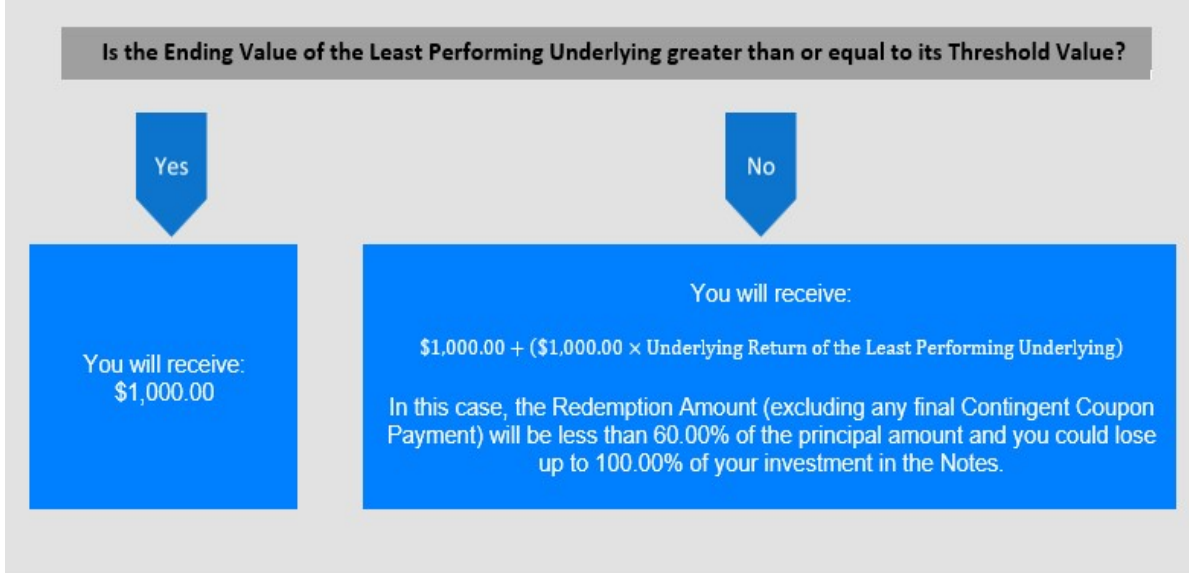 Is the Ending Value of the Least Performing Underlying greater than or equal to its Threshold Value?
Yes
No
You will receive:
$1,000.00
You will receive:
$1,000.00 + ($1,000.00 × Underlying Return of the Least Performing Underlying)
In this case, the Redemption Amount (excluding any final Contingent Coupon
Payment) will be less than 60.00% of the principal amount and you could lose
up to 100.00% of your investment in the Notes.